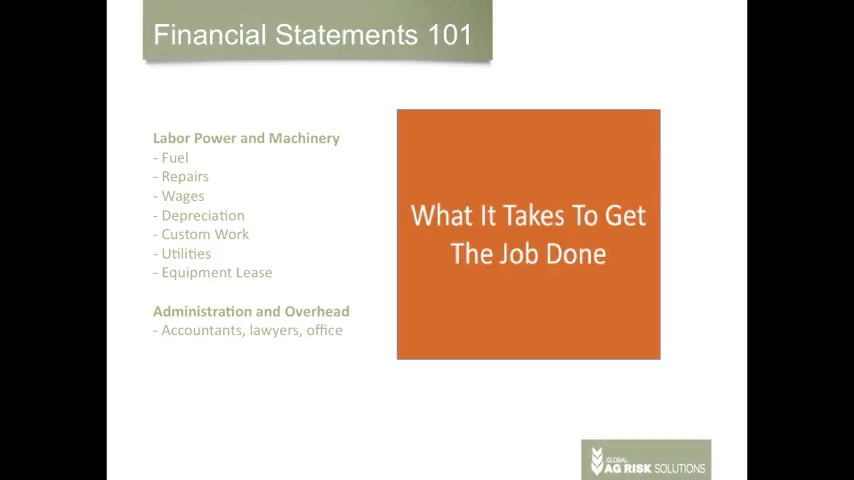 Financial Statements 101
Labor Power and Machinery
- Fuel
- Repairs
- Wages
- Depreciation
- Custom Work
- Utilities
- Equipment Lease
Administration and Overhead
- Accountants, lawyers, office
What It Takes To Get
The Job Done
GLOBAL
AG RISK SOLUTIONS